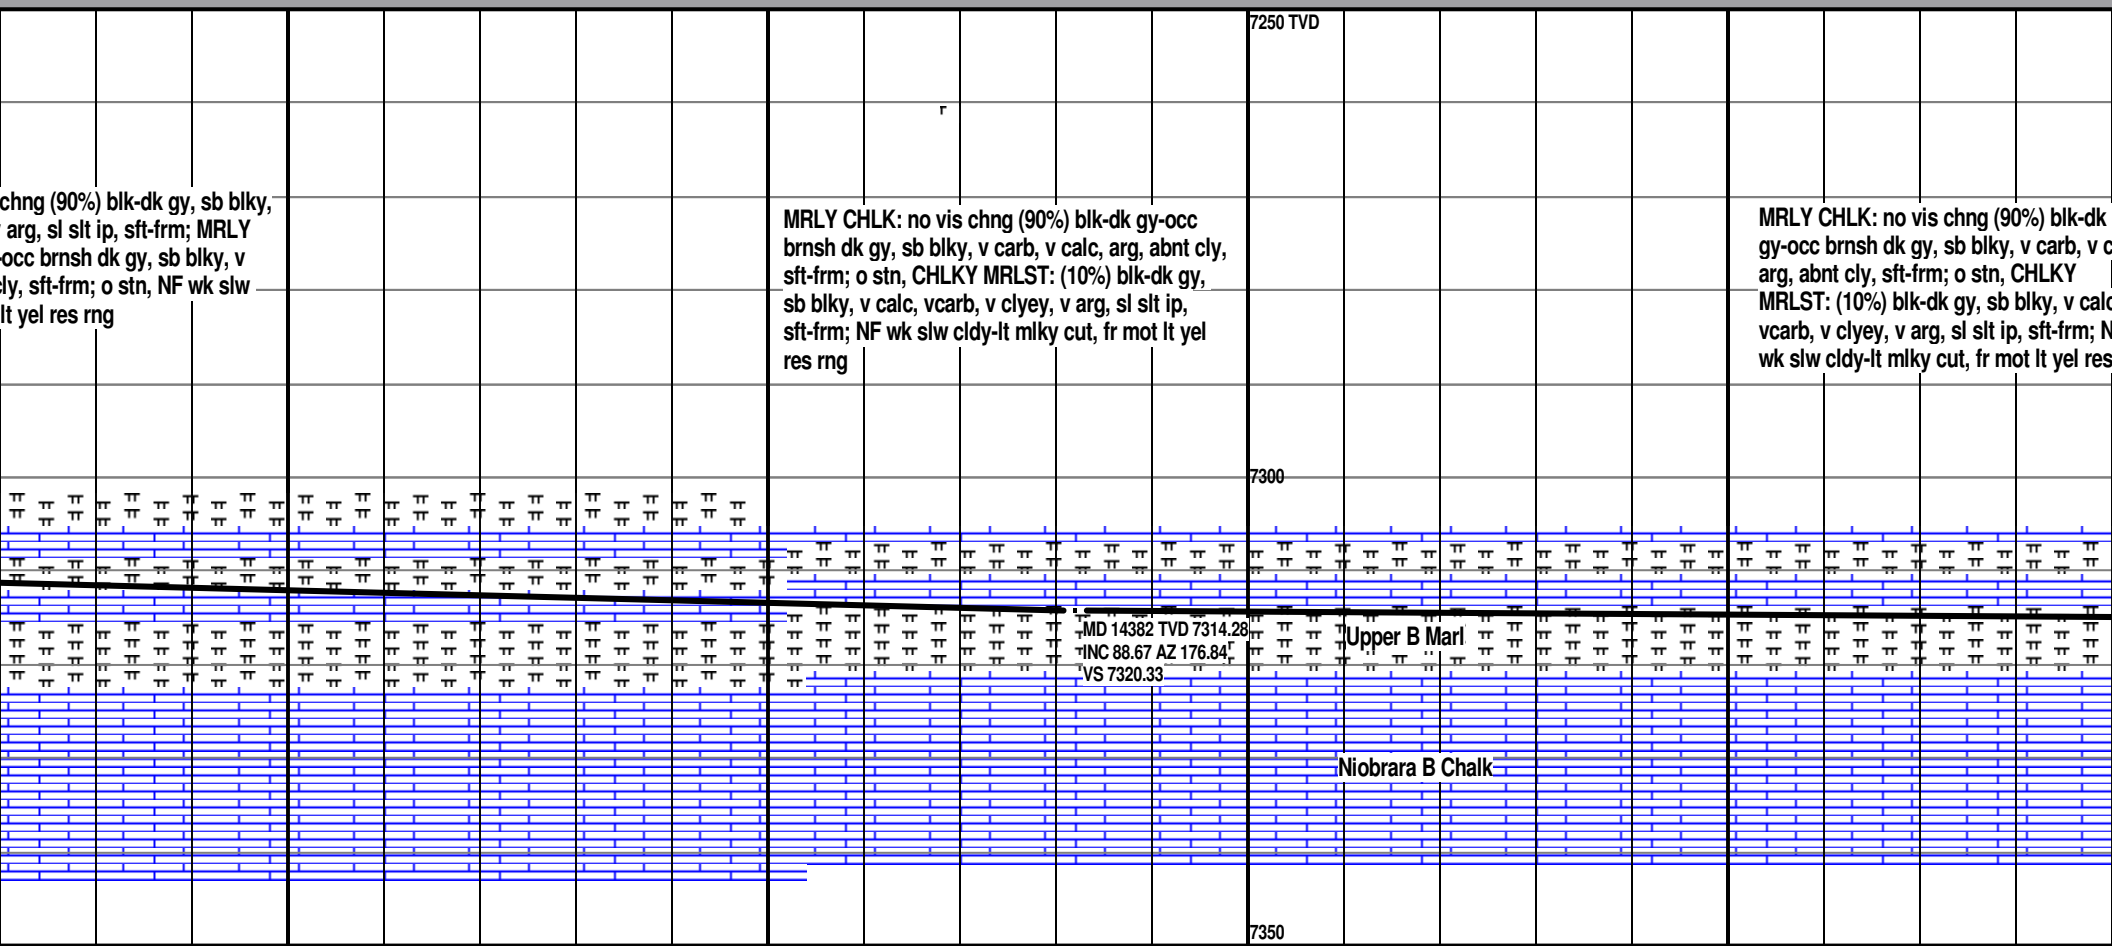 7250 TVD
chng (90%) blk-dk gy, sb blky,
arg, sl slt ip, sft-frm; MRLY
-occ brnsh dk gy, sb blky, v
cly, sft-frm; o stn, NF wk slw
lt yel res rng
MRLY CHLK: no vis chng (90%) blk-dk gy-occ
brnsh dk gy, sb blky, v carb, v calc, arg, abnt cly,
sft-frm; o stn, CHLKY MRLST: (10%) blk-dk gy,
sb blky, v calc, vcarb, v clyey, v arg, sl slt ip,
sft-frm; NF wk slw cldy-lt mlky cut, fr mot lt yel
res rng
MRLY CHLK: no vis chng (90%) blk-dk
gy-occ brnsh dk gy, sb blky, v carb, v c
arg, abnt cly, sft-frm; o stn, CHLKY
MRLST: (10%) blk-dk gy, sb blky, v calc
vcarb, v clyey, v arg, sl slt ip, sft-frm; N
wk slw cldy-lt mlky cut, fr mot lt yel res
7300
MD 14382 TVD 7314.28
INC 88.67 AZ 176.84
VS 7320.33
Upper B Marl
Niobrara B Chalk
7350